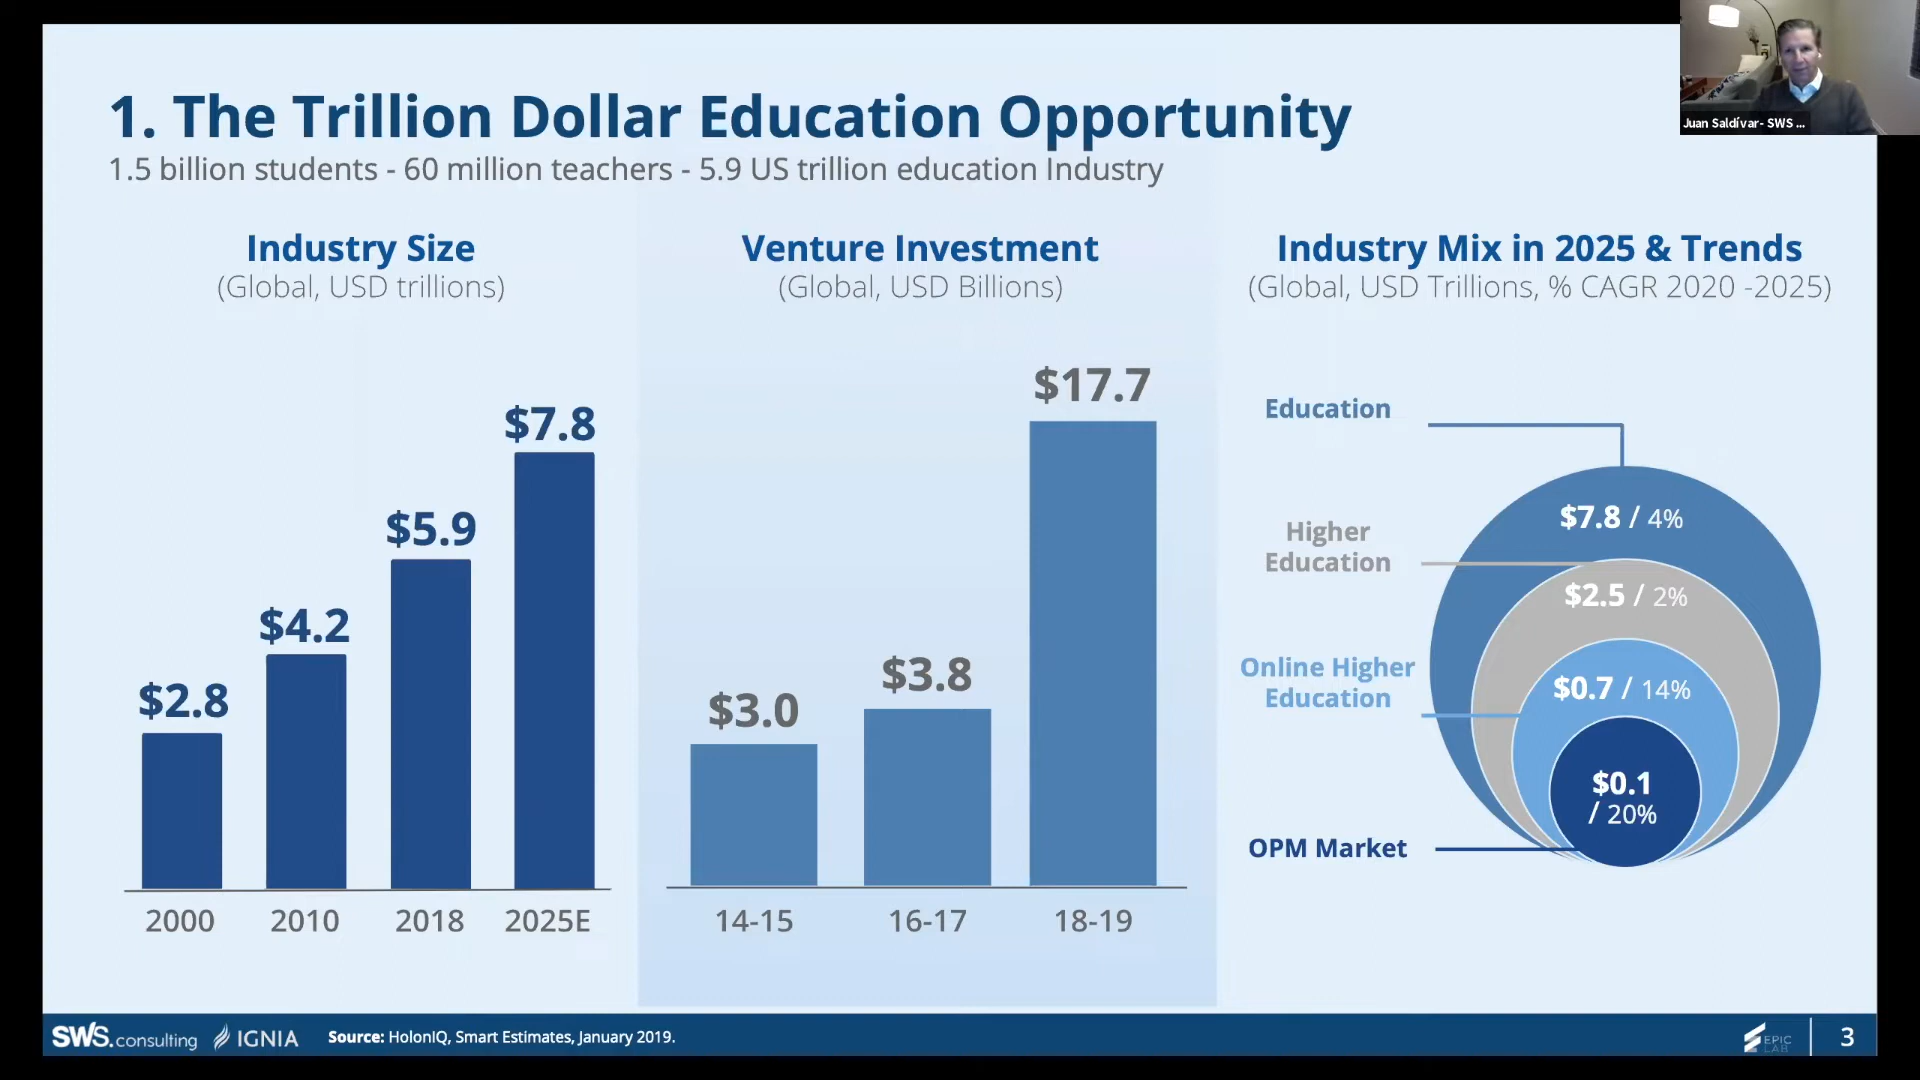 Juan Saldívar- SWS ...
1. The Trillion Dollar Education Opportunity
1.5 billion students - 60 million teachers - 5.9 US trillion education Industry
Industry Size
(Global, USD trillions)
$2.8
$4.2
$5.9
$7.8
2000
2010
2018
2025E
Venture Investment
(Global, USD Billions)
$3.0
$3.8
$17.7
14-15
16-17
18-19
Industry Mix in 2025 & Trends
(Global, USD Trillions, % CAGR 2020 -2025)
Education
$7.8 / 4%
Higher
Education
$2.5 / 2%
Online Higher
Education
$0.7 / 14%
OPM Market
$0.1
/ 20%
SWS.consulting
IGNIA
Source: HolonIQ, Smart Estimates, January 2019.
EPIC
LAB
3